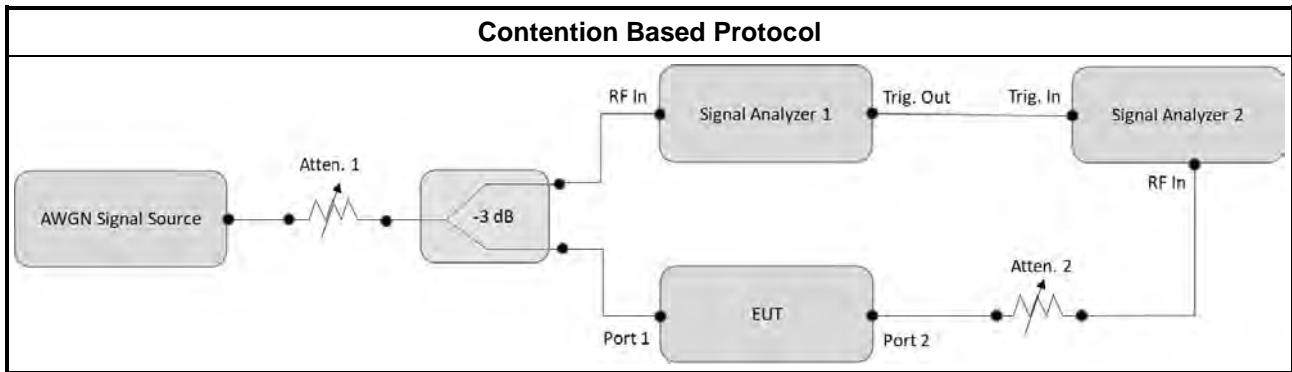 Contention Based Protocol
RF In
Signal Analyzer 1
Trig. Out
Trig. In
Signal Analyzer 2
Atten. 1
RF In
AWGN Signal Source
-3 dB
Atten. 2
EUT
Port 1
Port 2